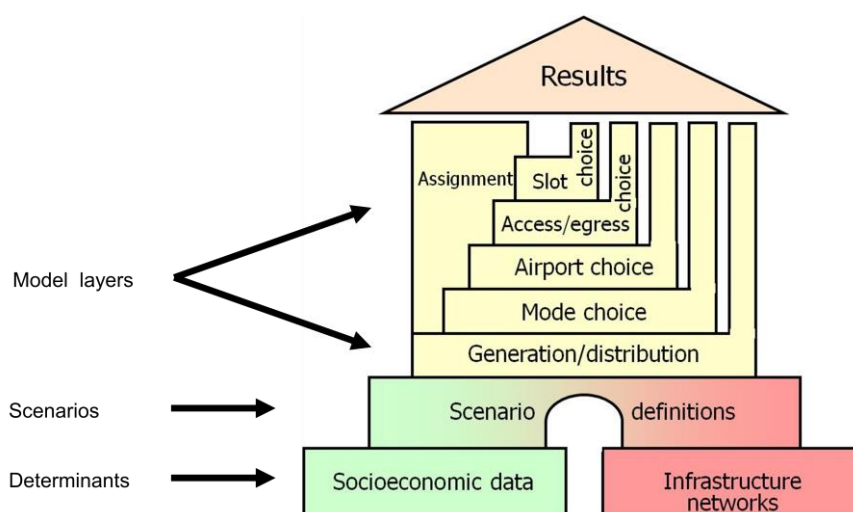 Results
choice
choice
Assignment
Slot
Access/egress
Airport choice
Model layers
Mode choice
Generation/distribution
Scenarios
Scenario definitions
Determinants
Socioeconomic data
Infrastructure
networks